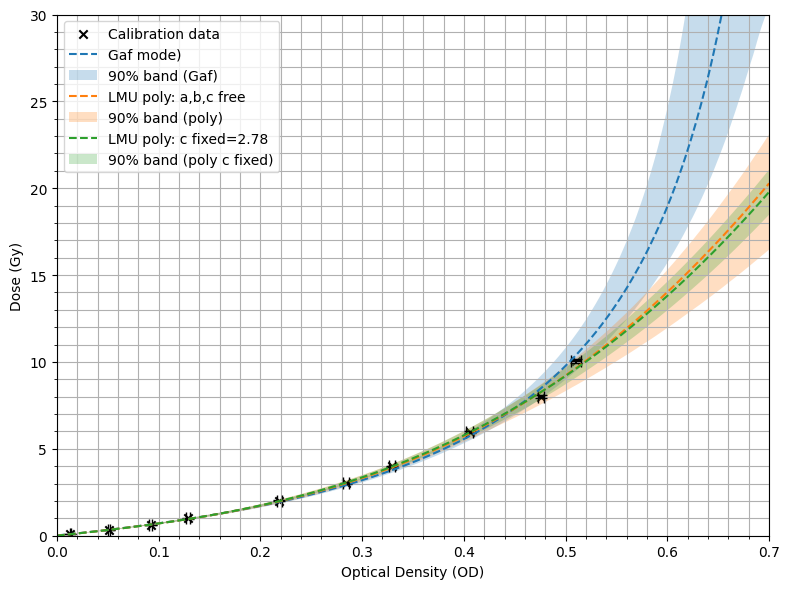 30
25
20
15
10
5
0
Dose (Gy)
Calibration data
Gaf mode)
90% band (Gaf)
LMU poly: a,b,c free
90% band (poly)
LMU poly: c fixed=2.78
90% band (poly c fixed)
0.0 0.1 0.2 0.3 0.4 0.5 0.6 0.7
Optical Density (OD)